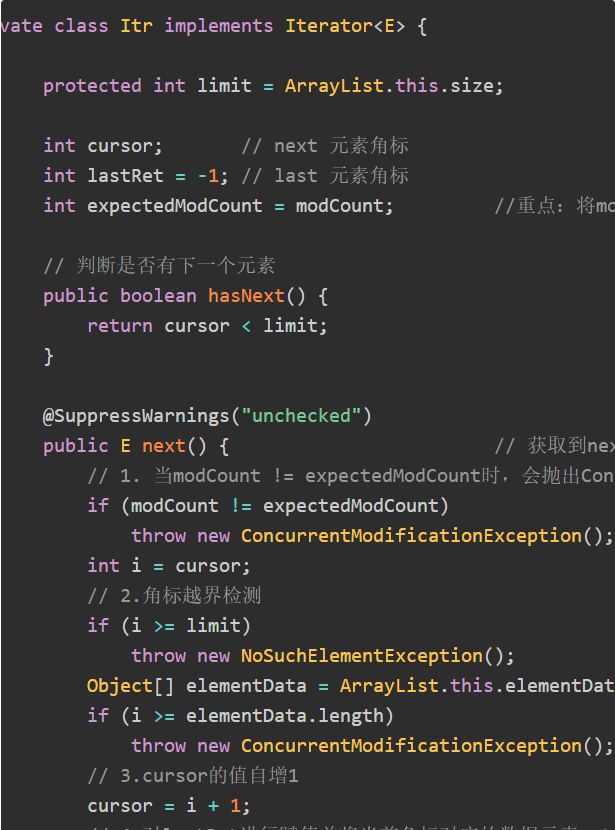 vate class Itr implements Iterator<E> {
protected int limit = ArrayList.this.size;
int cursor; // next 元素角标
int lastRet = -1; // last 元素角标
int expectedModCount = modCount; //重点: 将mo
// 判断是否有下一个元素
public boolean hasNext() {
return cursor < limit;
}
@SuppressWarnings("unchecked")
public E next() { // 获取到nex
// 1. 当modCount != expectedModCount时，会抛出Con
if (modCount != expectedModCount)
throw new ConcurrentModificationException();
int i = cursor;
// 2.角标越界检测
if (i >= limit)
throw new NoSuchElementException();
Object[] elementData = ArrayList.this.elementDat
if (i >= elementData.length)
throw new ConcurrentModificationException();
// 3.cursor的值自增1
cursor = i + 1;